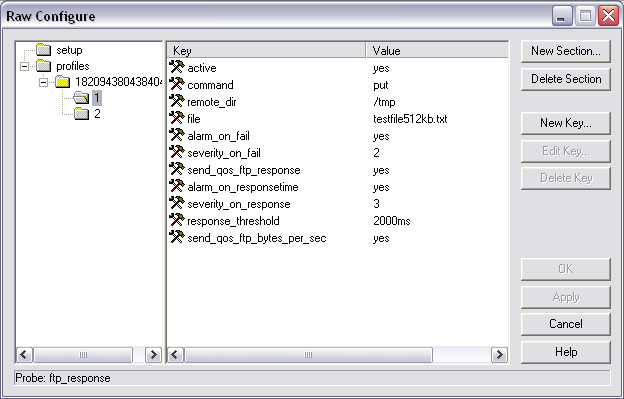 Raw Configure
setup
profiles
1
2
Key Value
active yes
command put
remote_dir /tmp
file testfile512kb.txt
alarm_on_fail yes
severity_on_fail 2
send_qos_ftp_response yes
alarm_on_responsetime yes
severity_on_response 3
response_threshold 2000ms
send_qos_ftp_bytes_per_sec yes
New Section...
Delete Section
New Key...
Edit Key...
Delete Key
OK
Apply
Cancel
Help
Probe: ftp_response